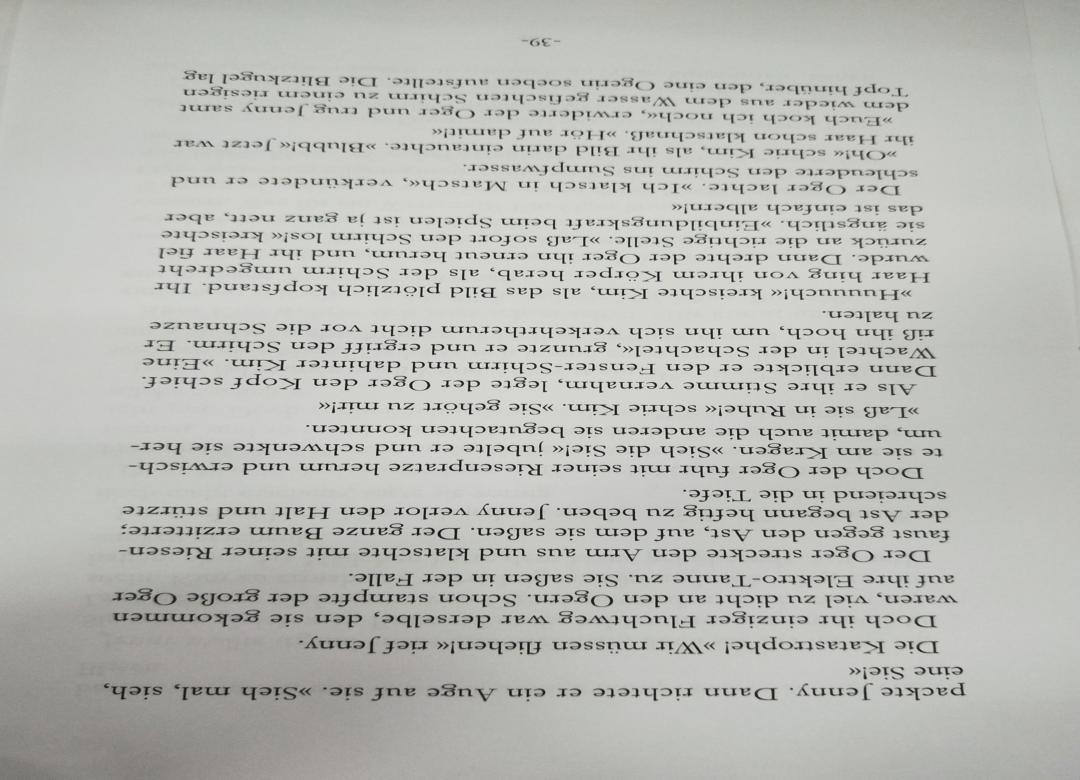 packte Jenny. Dann richtete er ein Auge auf sie. »Sieh mal, sieh,
eine Sie!«
Die Katastrophe! »Wir müssen fliehen!« rief Jenny.
Doch ihr einziger Fluchtweg war derselbe, den sie gekommen
waren, viel zu dicht an den Ogern. Schon stampfte der große Oger
auf ihre Elektro-Tanne zu. Sie saßen in der Falle.
Der Oger streckte den Arm aus und klatschte mit seiner Riesen-
faust gegen den Ast, auf dem sie saßen. Der ganze Baum erzitterte;
der Ast begann heftig zu beben. Jenny verlor den Halt und stürzte
schreiend in die Tiefe.
Doch der Oger fuhr mit seiner Riesenpratze herum und erwisch-
te sie am Kragen. »Sieh die Sie!« jubelte er und schwenkte sie her-
um, damit auch die anderen sie begutachten konnten.
»Laß sie in Ruhe!« schrie Kim. »Sie gehört zu mir!«
Als er ihre Stimme vernahm, legte der Oger den Kopf schief.
Dann erblickte er den Fenster-Schirm und dahinter Kim. »Eine
Wachtel in der Schachtel«, grunzte er und ergriff den Schirm. Er
riß ihn hoch, um ihn sich verkehrtherum dicht vor die Schnauze
zu halten.
»Huuuuh!« kreischte Kim, als das Bild plötzlich kopfstand. Ihr
Haar hing von ihrem Körper herab, als der Schirm umgedreht
wurde. Dann drehte der Oger ihn erneut herum, und ihr Haar fiel
zurück an die richtige Stelle. »Laß sofort den Schirm los!« kreischte
sie ängstlich. »Einbildungskraft beim Spielen ist ja ganz nett, aber
das ist einfach albern!«
Der Oger lachte. »Ich klatsch in Matsch«, verkündete er und
schleuderte den Schirm ins Sumpfwasser.
»Oh!« schrie Kim, als ihr Bild darin eintauchte. »Blubb!« Jetzt war
ihr Haar schon klatschnaß. »Hör auf damit!«
»Euch koch ich noch«, erwiderte der Oger und trug Jenny samt
dem wieder aus dem Wasser gefischten Schirm zu einem riesigen
Topf hinüber, den eine Ogerin soeben aufstellte. Die Blitzkugel lag
-39-